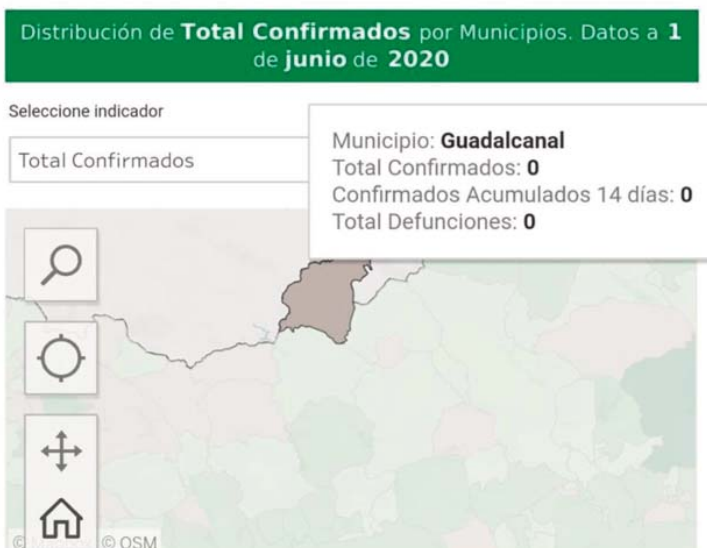 Distribución de Total Confirmados por Municipios. Datos a 1
de junio de 2020
Seleccione indicador
Total Confirmados
Municipio: Guadalcanal
Total Confirmados: 0
Confirmados Acumulados 14 días: 0
Total Defunciones: 0
© Mapbox © OSM